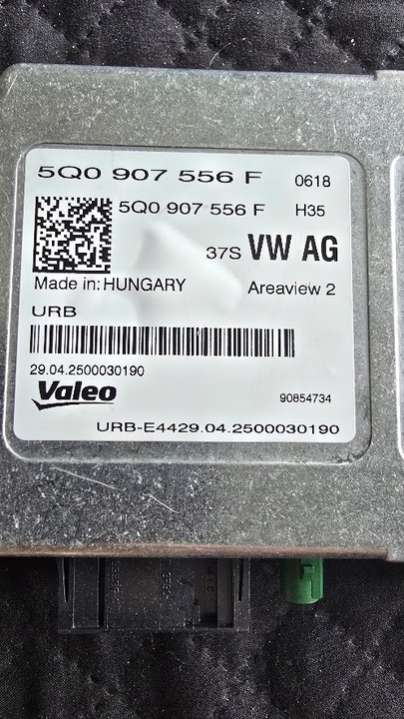 5Q0 907 556 F 0618
5Q0 907 556 F H35
37S VW AG
Made in: HUNGARY Areaview 2
URB
29.04.2500030190
Valeo 90854734
URB-E4429.04.2500030190